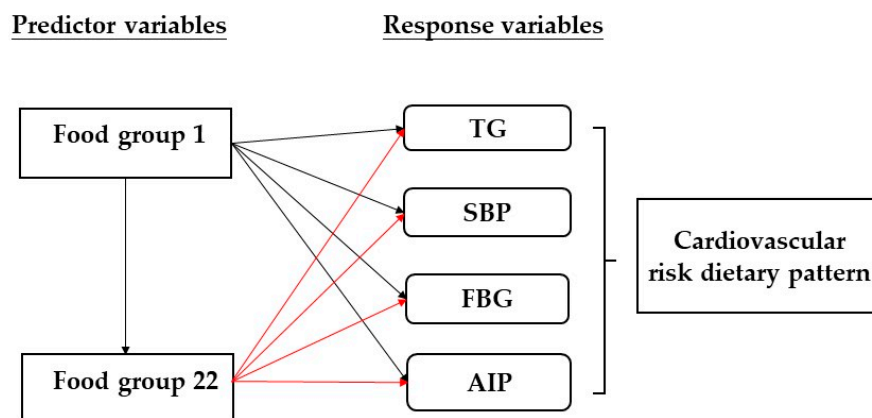 Predictor variables
Response variables
Food group 1
TG
SBP
Cardiovascular
risk dietary pattern
FBG
Food group 22
AIP